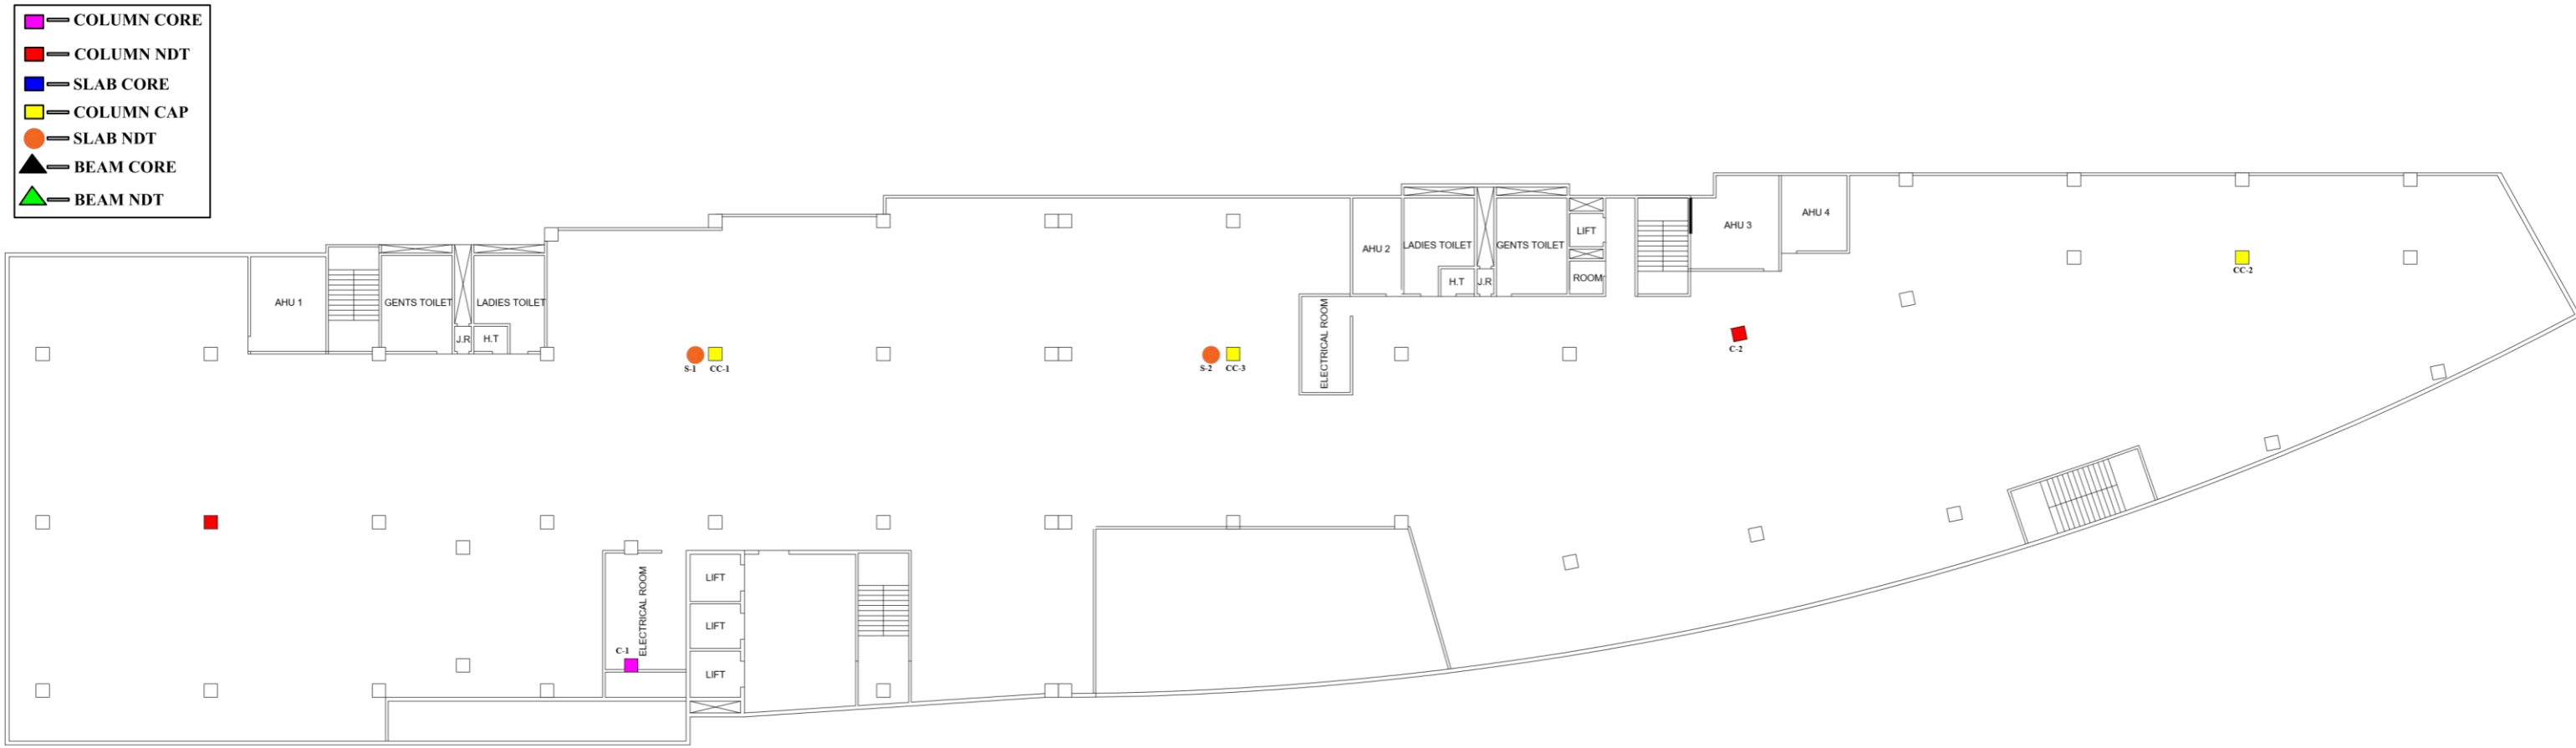 COLUMN CORE
COLUMN NDT
SLAB CORE
COLUMN CAP
SLAB NDT
BEAM CORE
BEAM NDT
AHU 1
GENTS TOILET
LADIES TOILET
J.R
H.T
AHU 2
LADIES TOILET
GENTS TOILET
H.T
J.R
LIFT
ROOM
AHU 3
AHU 4
ELECTRICAL ROOM
S-1
CC-1
S-2
CC-3
C-2
CC-2
ELECTRICAL ROOM
C-1
LIFT
LIFT
LIFT